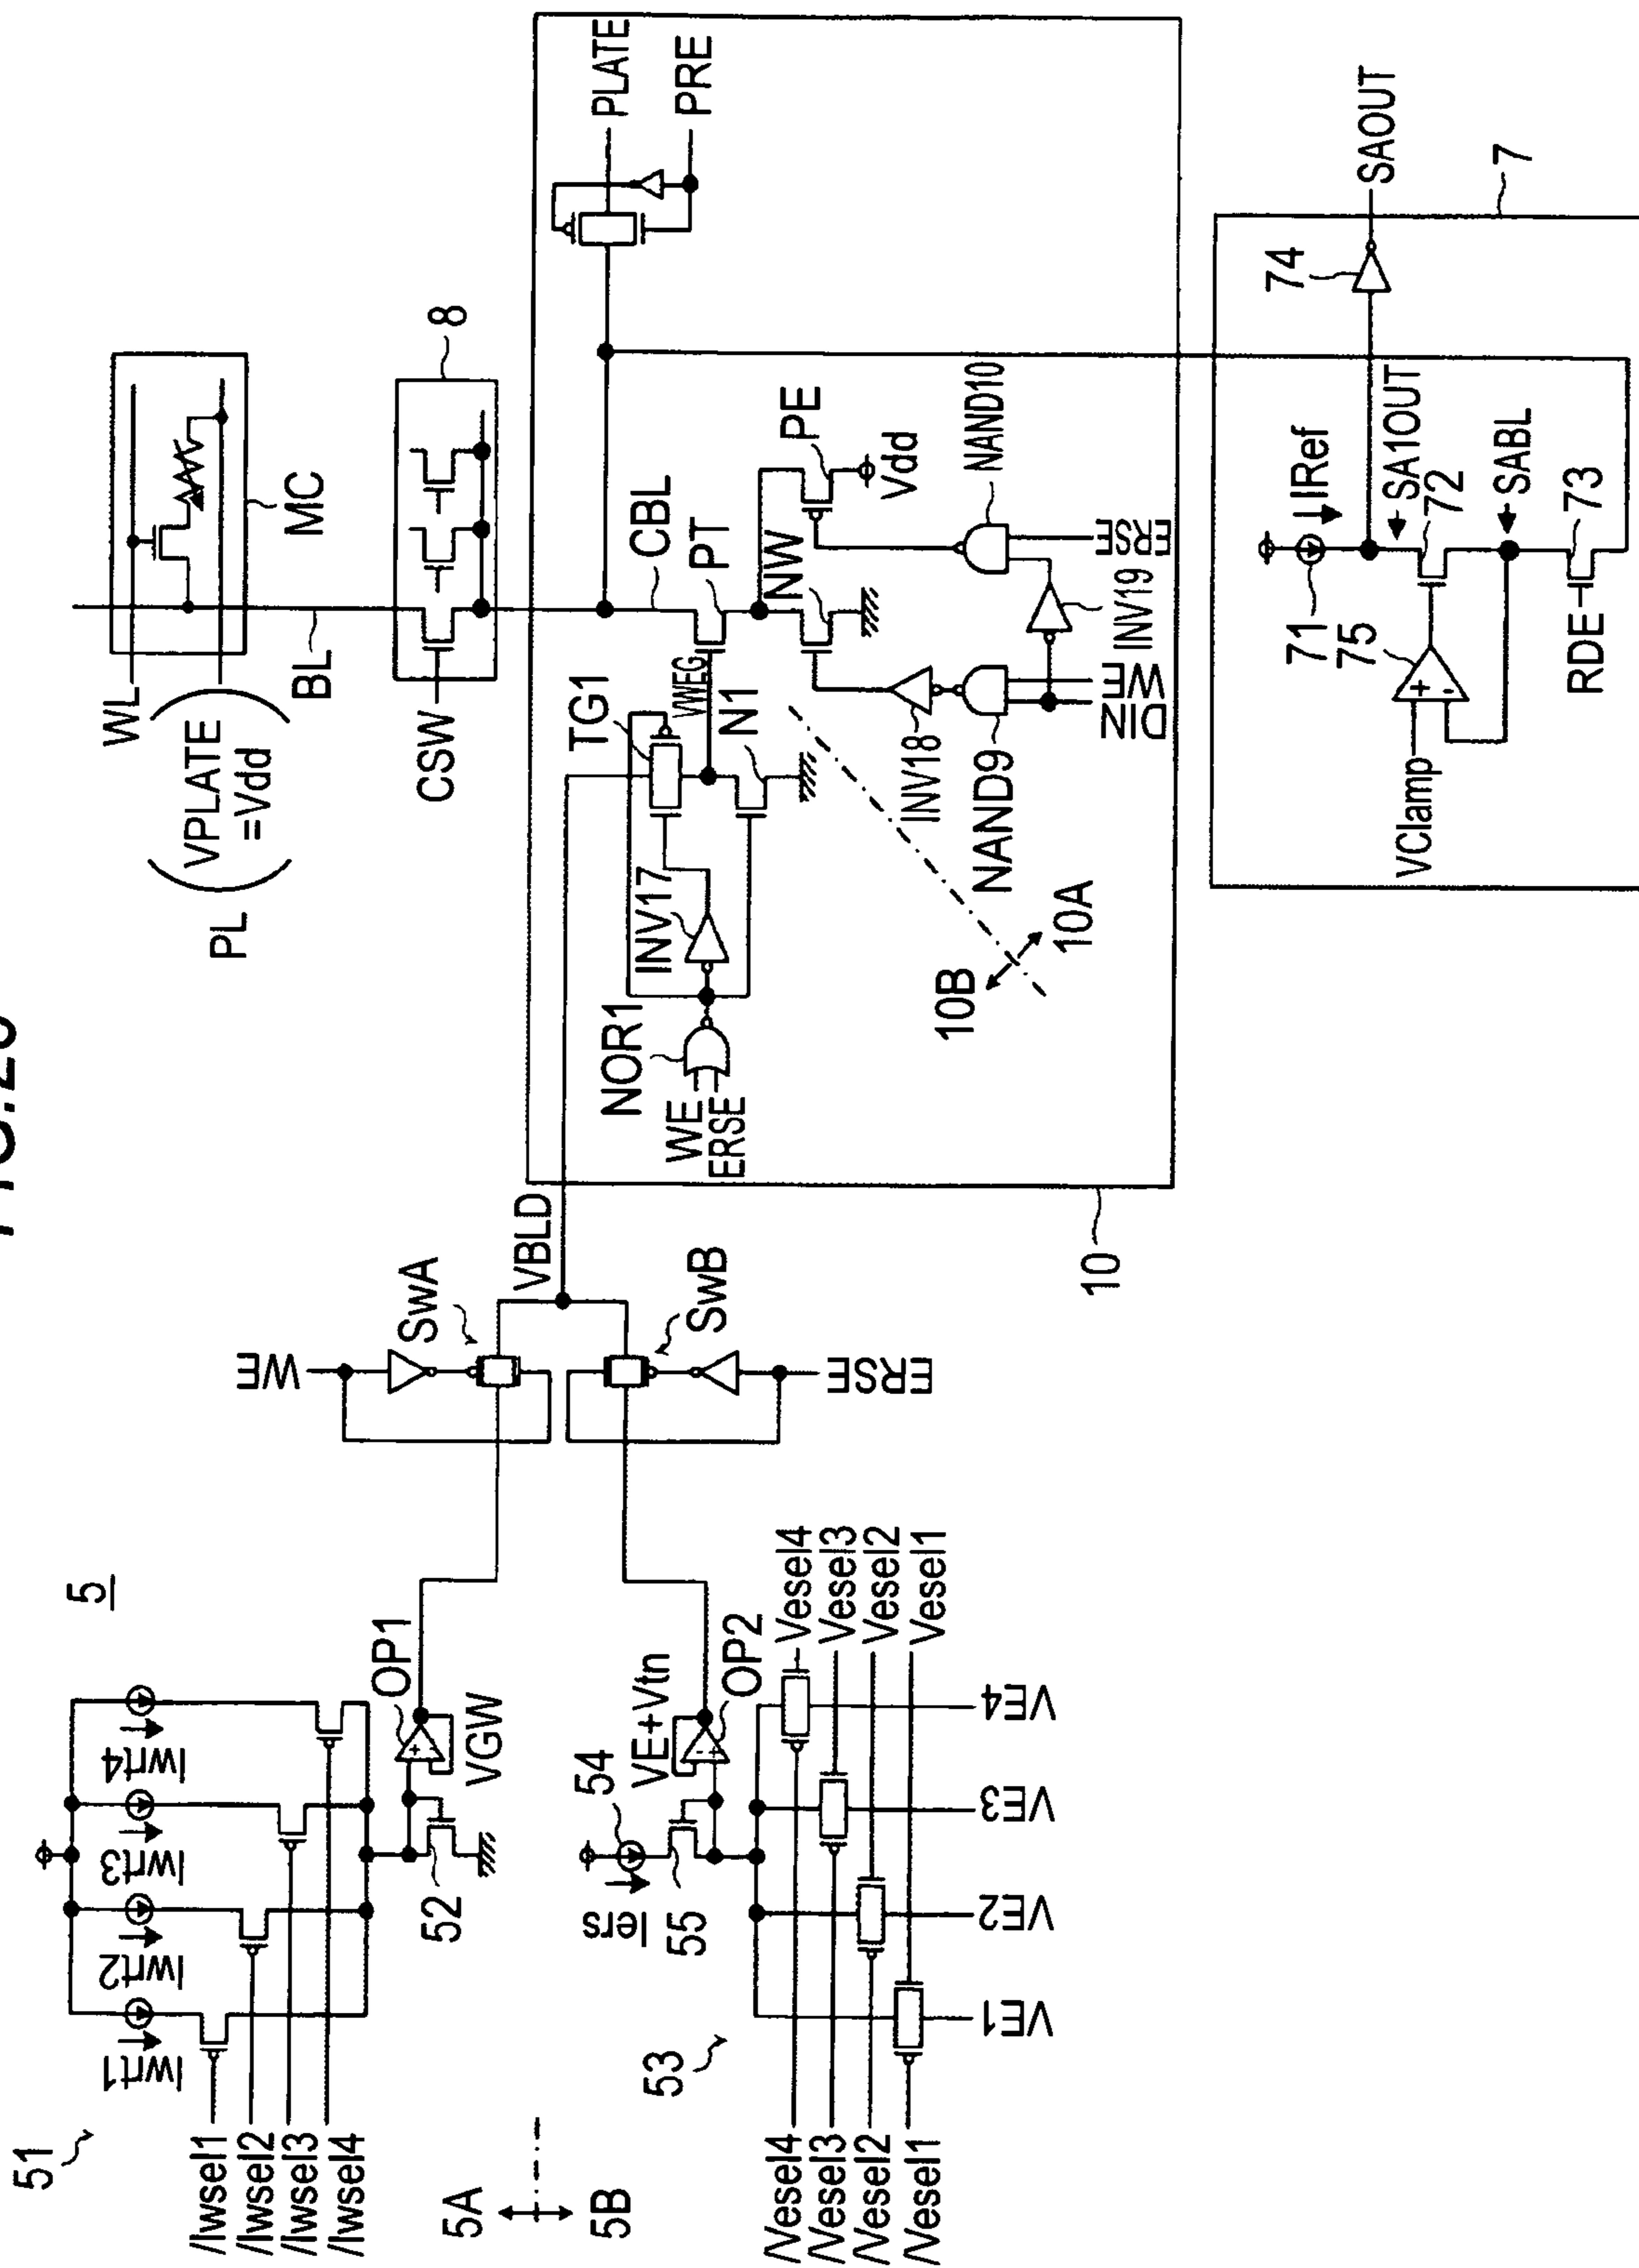 WL
PL
VPLATE
=Vdd
BL
MC
CSW
8
PLATE
PRE
CBL
PT
PE
Vdd
NW
NAND10
ERSE
INV19
WE
DIN
TG1
VWEG
N1
INV17
INV18
NAND9
NOR1
WE
ERSE
10B
10A
10
VBLD
WE
SwA
SwB
ERSE
5
51
Iwrt1
Iwrt2
Iwrt3
Iwrt4
/Iwsel1
/Iwsel2
/Iwsel3
/Iwsel4
52
OP1
+
-
VGW
5A
5B
54
Iers
55
VE+Vtn
OP2
-
+
53
Vesel4
Vesel3
Vesel2
Vesel1
/Vesel4
/Vesel3
/Vesel2
/Vesel1
VE1
VE2
VE3
VE4
7
SAOUT
74
71
IRef
SA1OUT
75
72
+
-
VClamp
SABL
RDE
73